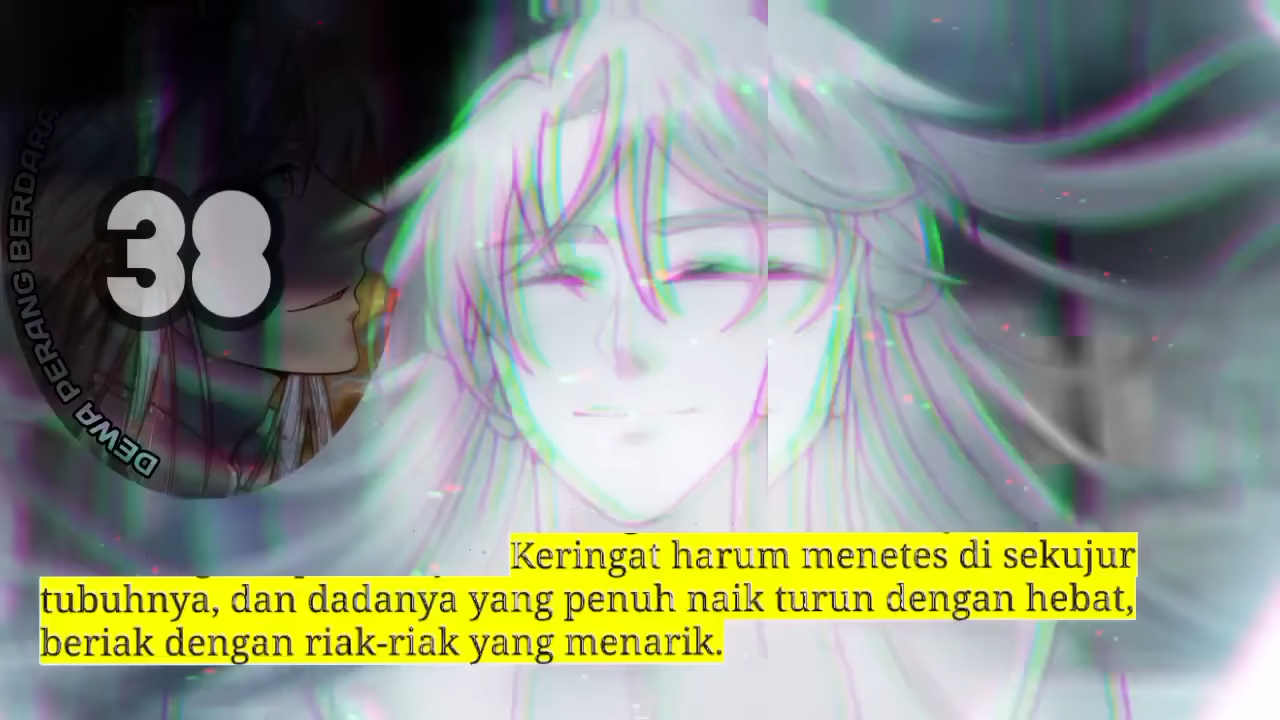 38
DEWA PERANG BERDARA
Keringat harum menetes di sekujur
tubuhnya, dan dadanya yang penuh naik turun dengan hebat,
beriak dengan riak-riak yang menarik.